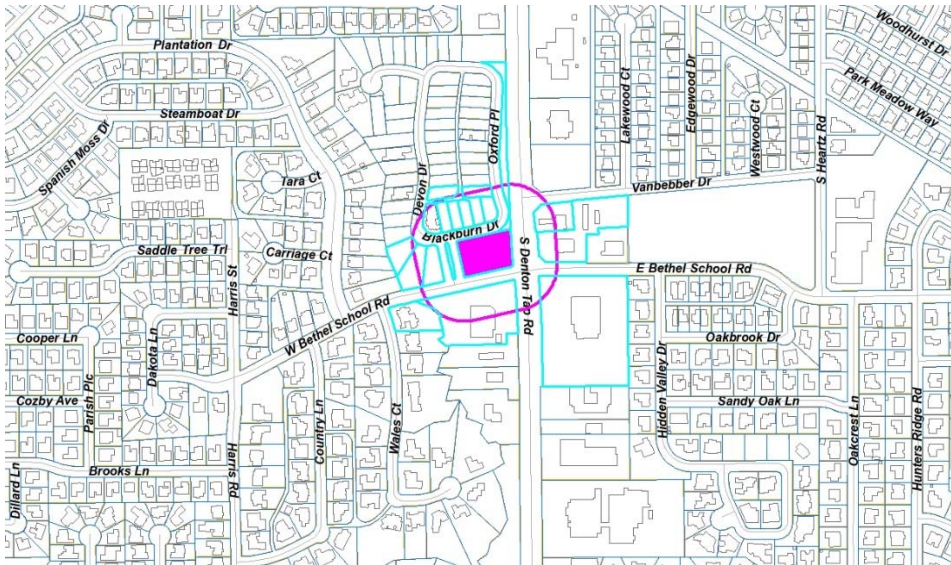 Plantation Dr
Woodhurst Dr
Park Meadow Way
Steamboat Dr
Spanish Moss Dr
Lakewood Ct
Edgewood Dr
Westwood Ct
S Heartz Rd
Oxford Pl
Devon Dr
Tara Ct
Vanbebber Dr
Blackburn Dr
Saddle Tree Trl
Carriage Ct
Harris St
S Denton Tap Rd
E Bethel School Rd
W Bethel School Rd
Cooper Ln
Dakota Ln
Oakbrook Dr
Parish Plc
Cozby Ave
Hidden Valley Dr
Sandy Oak Ln
Country Ln
Wales Ct
Oakcrest Ln
Hunters Ridge Rd
Brooks Ln
Harris Rd
Dillard Ln